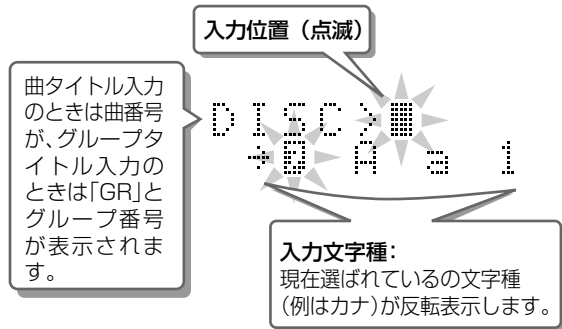 入力位置（点滅）
曲タイトル入力
のときは曲番号
が、グループタ
イトル入力の
ときは「GR」と
グループ番号
が表示されま
す。
DISC>
→ A a 1
入力文字種：
現在選ばれているの文字種
（例はカナ）が反転表示します。